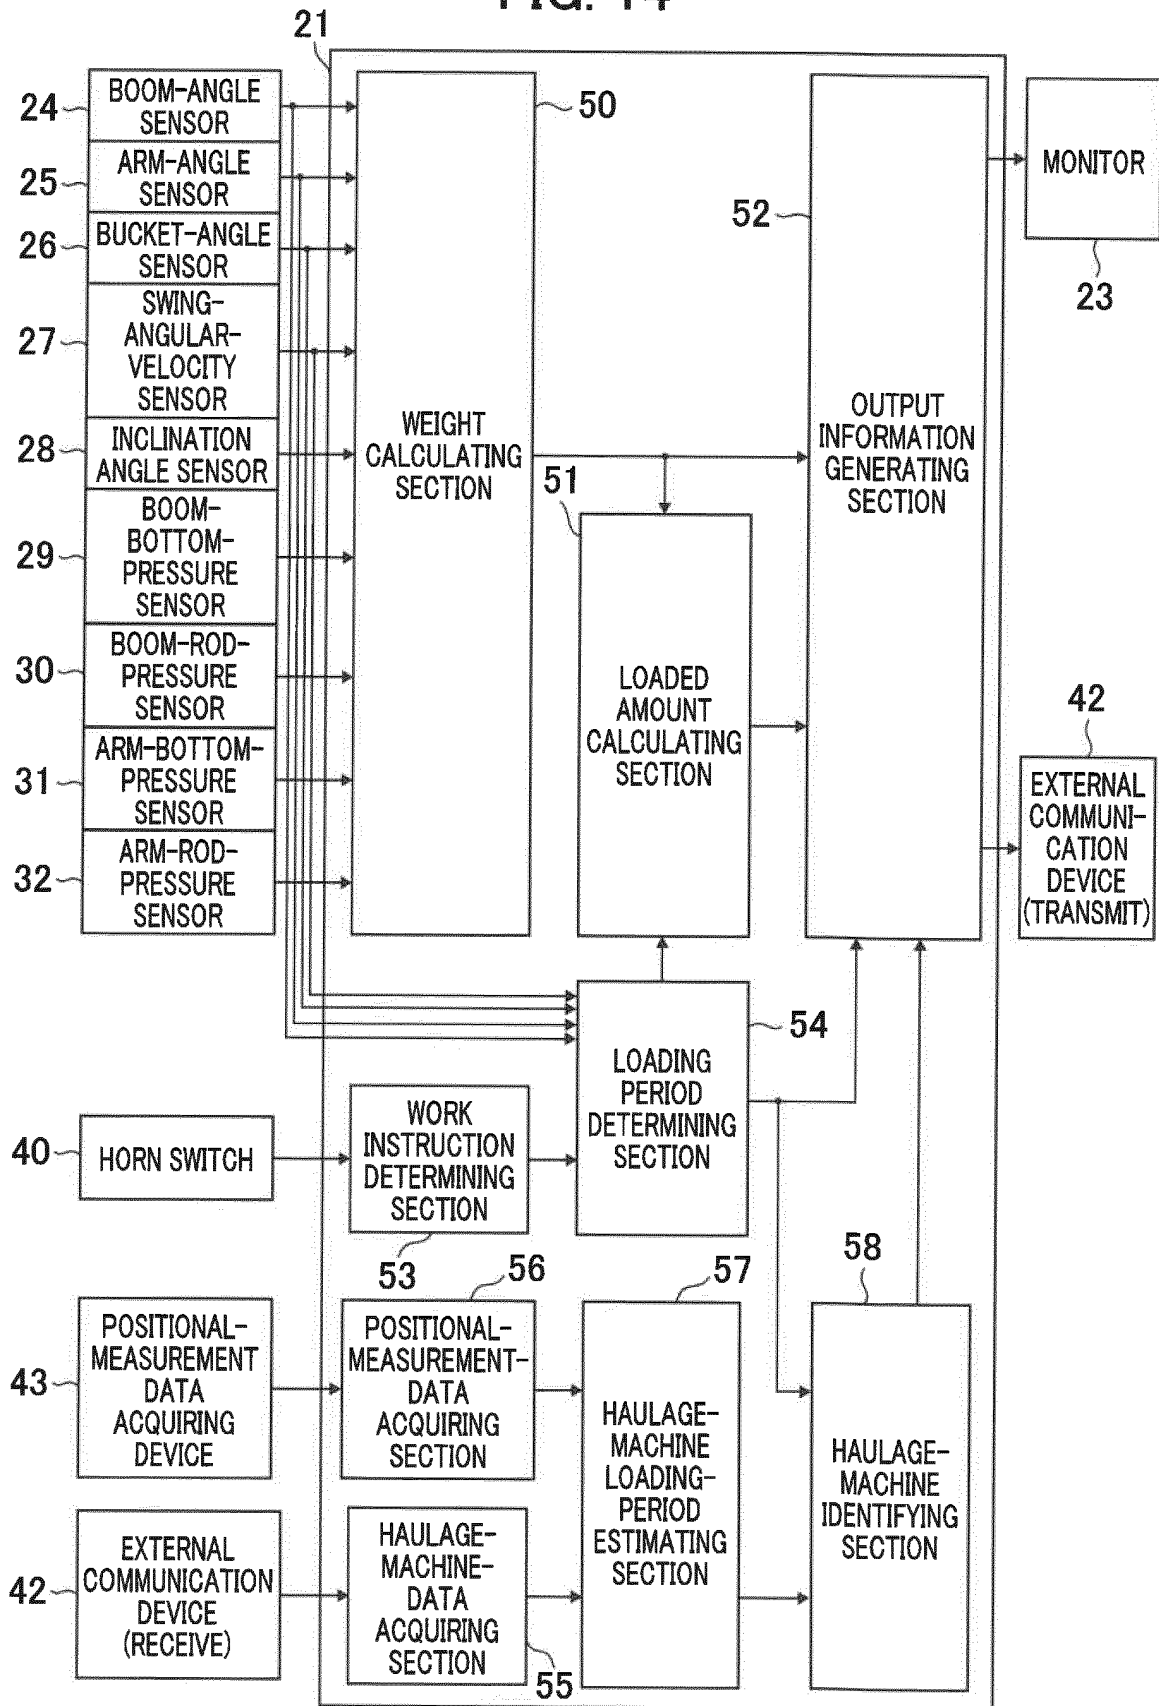 FIG. 14
21
24
BOOM-ANGLE
SENSOR
25
ARM-ANGLE
SENSOR
26
BUCKET-ANGLE
SENSOR
27
SWING-
ANGULAR-
VELOCITY
SENSOR
28
INCLINATION
ANGLE SENSOR
29
BOOM-
BOTTOM-
PRESSURE
SENSOR
30
BOOM-ROD-
PRESSURE
SENSOR
31
ARM-BOTTOM-
PRESSURE
SENSOR
32
ARM-ROD-
PRESSURE
SENSOR
50
WEIGHT
CALCULATING
SECTION
51
LOADED
AMOUNT
CALCULATING
SECTION
52
OUTPUT
INFORMATION
GENERATING
SECTION
MONITOR
23
42
EXTERNAL
COMMUNI-
CATION
DEVICE
(TRANSMIT)
54
LOADING
PERIOD
DETERMINING
SECTION
40
HORN SWITCH
WORK
INSTRUCTION
DETERMINING
SECTION
53
43
POSITIONAL-
MEASUREMENT
DATA
ACQUIRING
DEVICE
56
POSITIONAL-
MEASUREMENT-
DATA
ACQUIRING
SECTION
57
HAULAGE-
MACHINE
LOADING-
PERIOD
ESTIMATING
SECTION
58
HAULAGE-
MACHINE
IDENTIFYING
SECTION
42
EXTERNAL
COMMUNICATION
DEVICE
(RECEIVE)
HAULAGE-
MACHINE-
DATA
ACQUIRING
SECTION
55